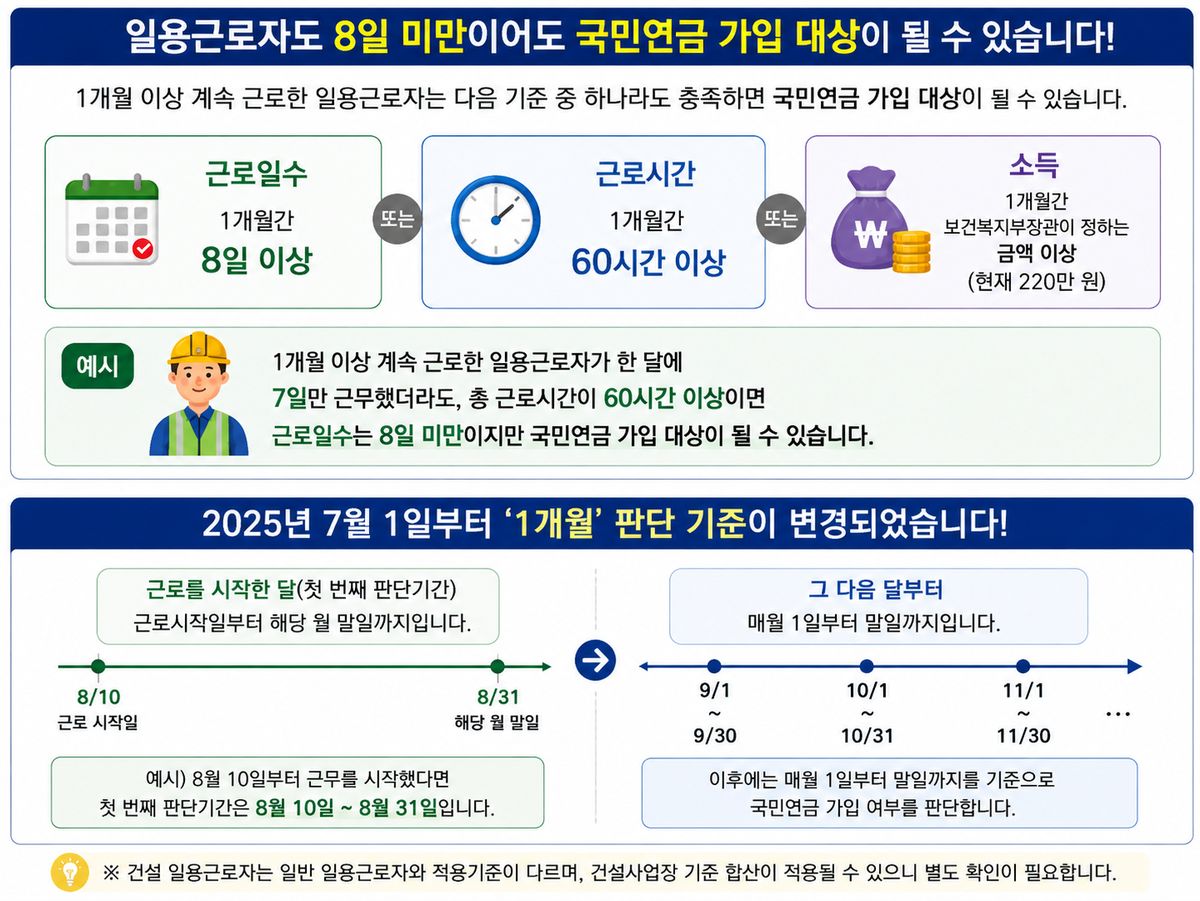 일용근로자도 8일 미만이어도 국민연금 가입 대상이 될 수 있습니다!
1개월 이상 계속 근로한 일용근로자는 다음 기준 중 하나라도 충족하면 국민연금 가입 대상이 될 수 있습니다.
근로일수
1개월간
8일 이상
또는
근로시간
1개월간
60시간 이상
또는
₩
소득
1개월간
보건복지부장관이 정하는
금액 이상
(현재 220만 원)
예시
1개월 이상 계속 근로한 일용근로자가 한 달에
7일만 근무했더라도, 총 근로시간이 60시간 이상이면
근로일수는 8일 미만이지만 국민연금 가입 대상이 될 수 있습니다.
2025년 7월 1일부터 ‘1개월’ 판단 기준이 변경되었습니다!
근로를 시작한 달(첫 번째 판단기간)
근로시작일부터 해당 월 말일까지입니다.
8/10
근로 시작일
8/31
해당 월 말일
예시) 8월 10일부터 근무를 시작했다면
첫 번째 판단기간은 8월 10일 ~ 8월 31일입니다.
그 다음 달부터
매월 1일부터 말일까지입니다.
9/1
~
9/30
10/1
~
10/31
11/1
~
11/30
...
이후에는 매월 1일부터 말일까지를 기준으로
국민연금 가입 여부를 판단합니다.
※ 건설 일용근로자는 일반 일용근로자와 적용기준이 다르며, 건설사업장 기준 합산이 적용될 수 있으니 별도 확인이 필요합니다.